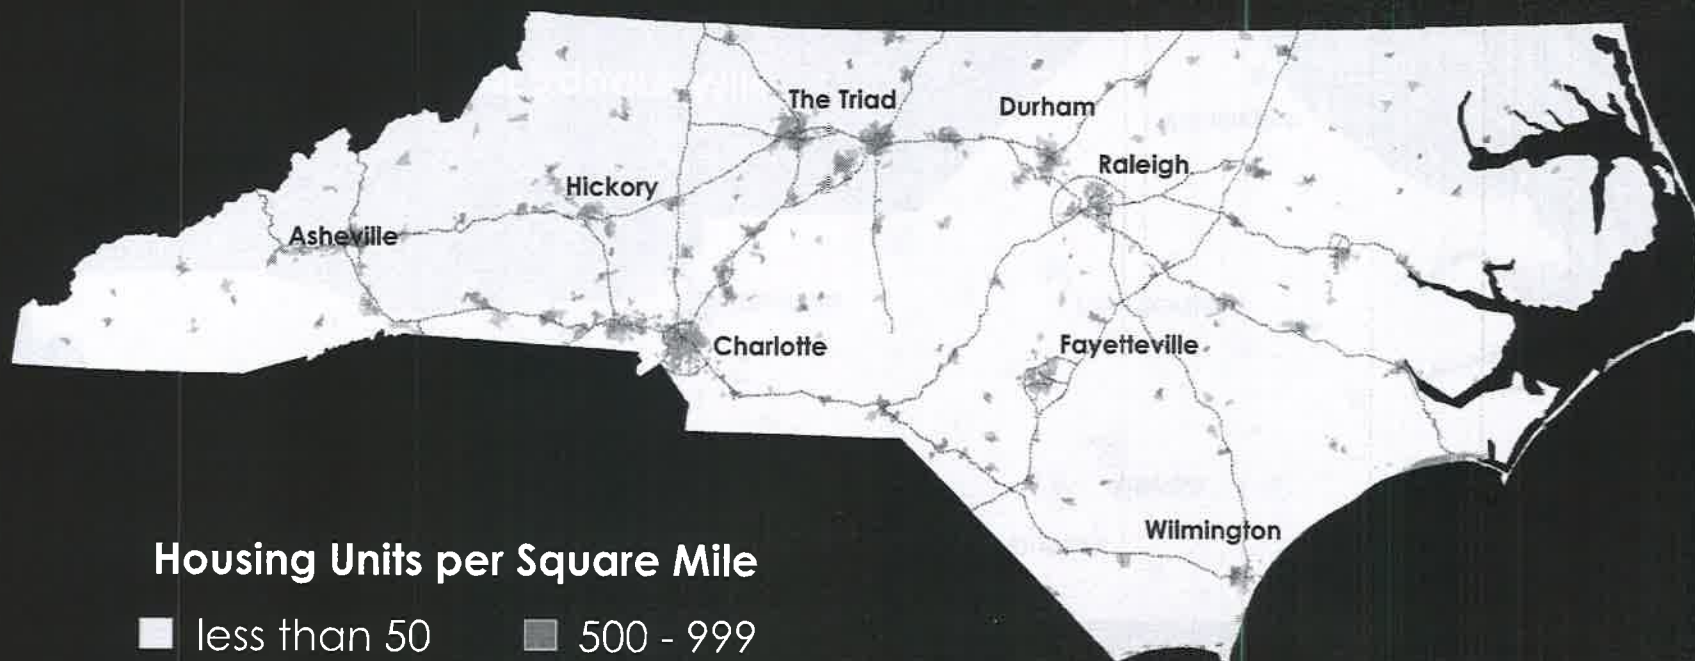 The Triad
Durham
Raleigh
Hickory
Asheville
Charlotte
Fayetteville
Wilmington
Housing Units per Square Mile
less than 50
500 - 999